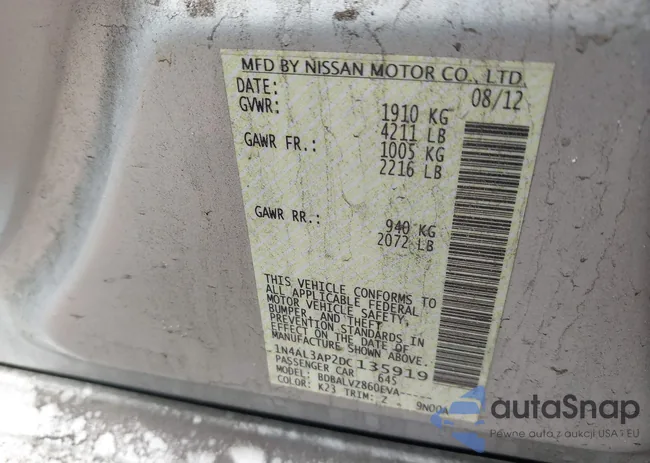 MFD BY NISSAN MOTOR CO., LTD.
DATE: 08/12
GVWR: 1910 KG
4211 LB
GAWR FR.: 1005 KG
2216 LB
GAWR RR.: 940 KG
2072 LB
THIS VEHICLE CONFORMS TO
ALL APPLICABLE FEDERAL
MOTOR VEHICLE SAFETY,
BUMPER, AND THEFT
PREVENTION STANDARDS IN
EFFECT ON THE DATE OF
MANUFACTURE SHOWN ABOVE.
1N4AL3AP2DC 135919
PASSENGER CAR 645
MODEL: BDBALVZ860EVA-----
COLOR: K23 TRIM: Z - 9N00A
autoSnap
Pewne auta z aukcji USA i EU